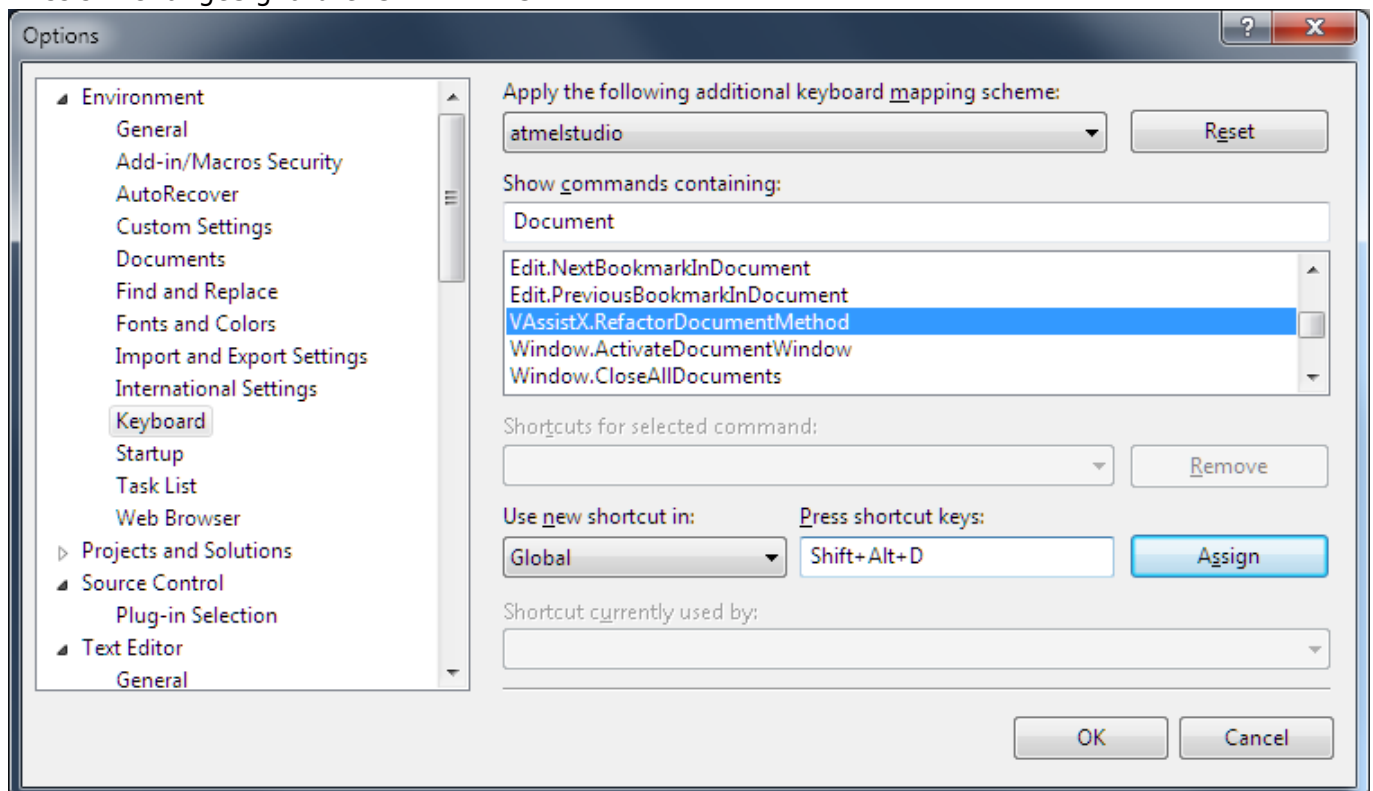 Options
?
X
Environment
General
Add-in/Macros Security
AutoRecover
Custom Settings
Documents
Find and Replace
Fonts and Colors
Import and Export Settings
International Settings
Keyboard
Startup
Task List
Web Browser
Projects and Solutions
Source Control
Plug-in Selection
Text Editor
General
Apply the following additional keyboard mapping scheme:
atmelstudio
Reset
Show commands containing:
Document
Edit.NextBookmarkInDocument
Edit.PreviousBookmarkInDocument
VAssistX.RefactorDocumentMethod
Window.ActivateDocumentWindow
Window.CloseAllDocuments
Shortcuts for selected command:
Remove
Use new shortcut in:
Press shortcut keys:
Global
Shift+Alt+D
Assign
Shortcut currently used by:
OK
Cancel